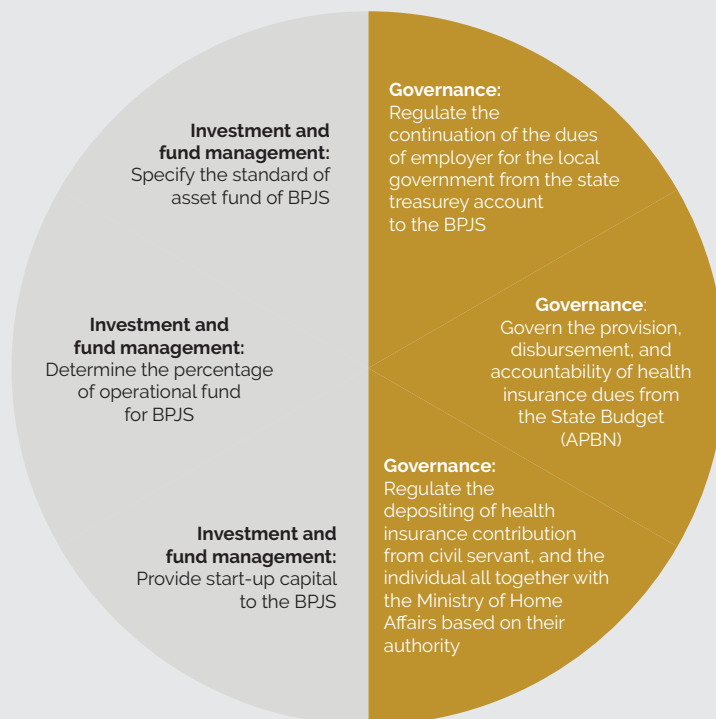 Investment and
fund management:
Specify the standard of
asset fund of BPJS
Investment and
fund management:
Determine the percentage
of operational fund
for BPJS
Investment and
fund management:
Provide start-up capital
to the BPJS
Governance:
Regulate the
continuation of the dues
of employer for the local
government from the state
treasurey account
to the BPJS
Governance:
Govern the provision,
disbursement, and
accountability of health
insurance dues from
the State Budget
(APBN)
Governance:
Regulate the
depositing of health
insurance contribution
from civil servant, and the
individual all together with
the Ministry of Home
Affairs based on their
authority